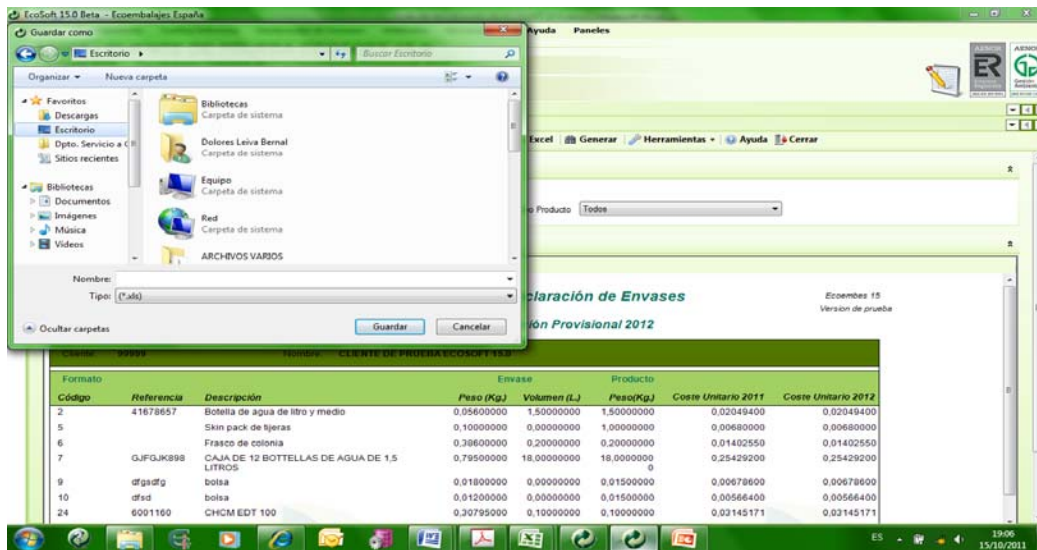 EcoSoft 15.0 Beta - Ecoembalajes España
Guardar como
Ayuda Paneles
Escritorio
Buscar Escritorio
Organizar Nueva carpeta
AENOR AENOR
ER
Favoritos
Descargas
Escritorio
Dpto. Servicio a C
Sitios recientes
Bibliotecas
Documentos
Imágenes
Música
Vídeos
Bibliotecas
Carpeta de sistema
Dolores Leiva Bernal
Carpeta de sistema
Equipo
Carpeta de sistema
Red
Carpeta de sistema
ARCHIVOS VARIOS
Excel Generar Herramientas Ayuda Cerrar
o Producto Todos
Nombre:
Tipo: (*.xls)
Ocultar carpetas Guardar Cancelar
claración de Envases
Ecoembes 15
Version de prueba
ión Provisional 2012
Cliente: 99999 Nombre: CLIENTE DE PRUEBA ECOSOFT 15.0
Formato Envase Producto
Código Referencia Descripción Peso (Kg.) Volumen (L.) Peso(Kg.) Coste Unitario 2011 Coste Unitario 2012
2 41678657 Botella de agua de litro y medio 0,05600000 1,50000000 1,50000000 0,02049400 0,02049400
5 Skin pack de tijeras 0,10000000 0,00000000 1,00000000 0,00680000 0,00680000
6 Frasco de colonia 0,38600000 0,20000000 0,20000000 0,01402550 0,01402550
7 GJFGJK898 CAJA DE 12 BOTTELLAS DE AGUA DE 1,5 0,79500000 18,00000000 18,0000000 0,25429200 0,25429200
LITROS 0
9 dfgsdfg bolsa 0,01800000 0,00000000 0,01500000 0,00678600 0,00678600
10 dfsd bolsa 0,01200000 0,00000000 0,01500000 0,00566400 0,00566400
24 6001160 CHCM EDT 100 0,30795000 0,10000000 0,10000000 0,03145171 0,03145171
ES 19:06
15/10/2011